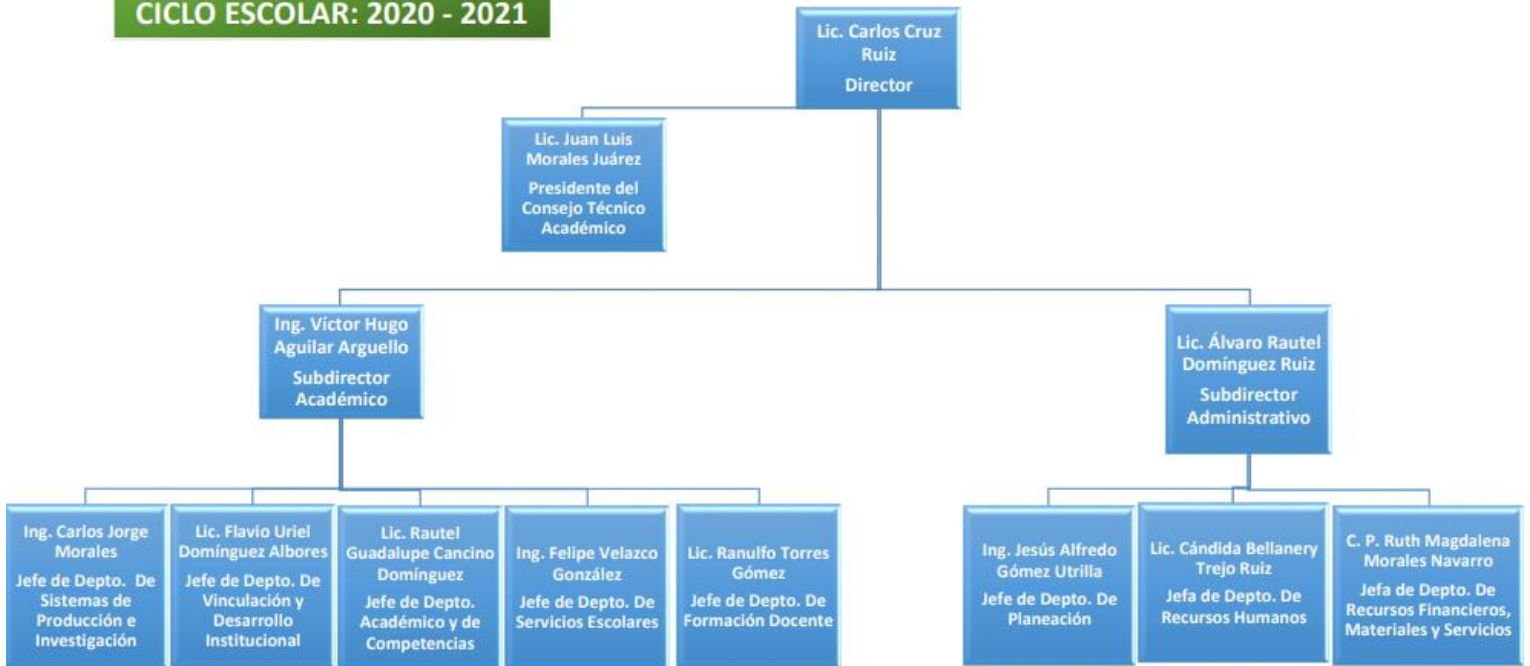 CICLO ESCOLAR: 2020 - 2021
Lic. Carlos Cruz
Ruiz
Director
Lic. Juan Luis
Morales Juárez
Presidente del
Consejo Técnico
Académico
Ing. Víctor Hugo
Aguilar Arguello
Subdirector
Académico
Lic. Álvaro Rautel
Domínguez Ruiz
Subdirector
Administrativo
Ing. Carlos Jorge
Morales
Jefe de Depto. De
Sistemas de
Producción e
Investigación
Lic. Flavio Uriel
Domínguez Albores
Jefe de Depto. De
Vinculación y
Desarrollo
Institucional
Lic. Rautel
Guadalupe Cancino
Domínguez
Jefe de Depto.
Académico y de
Competencias
Ing. Felipe Velazco
González
Jefe de Depto. De
Servicios Escolares
Lic. Ranulfo Torres
Gómez
Jefe de Depto. De
Formación Docente
Ing. Jesús Alfredo
Gómez Utrilla
Jefe de Depto. De
Planeación
Lic. Cándida Bellanery
Trejo Ruiz
Jefa de Depto. De
Recursos Humanos
C. P. Ruth Magdalena
Morales Navarro
Jefa de Depto. De
Recursos Financieros,
Materiales y Servicios